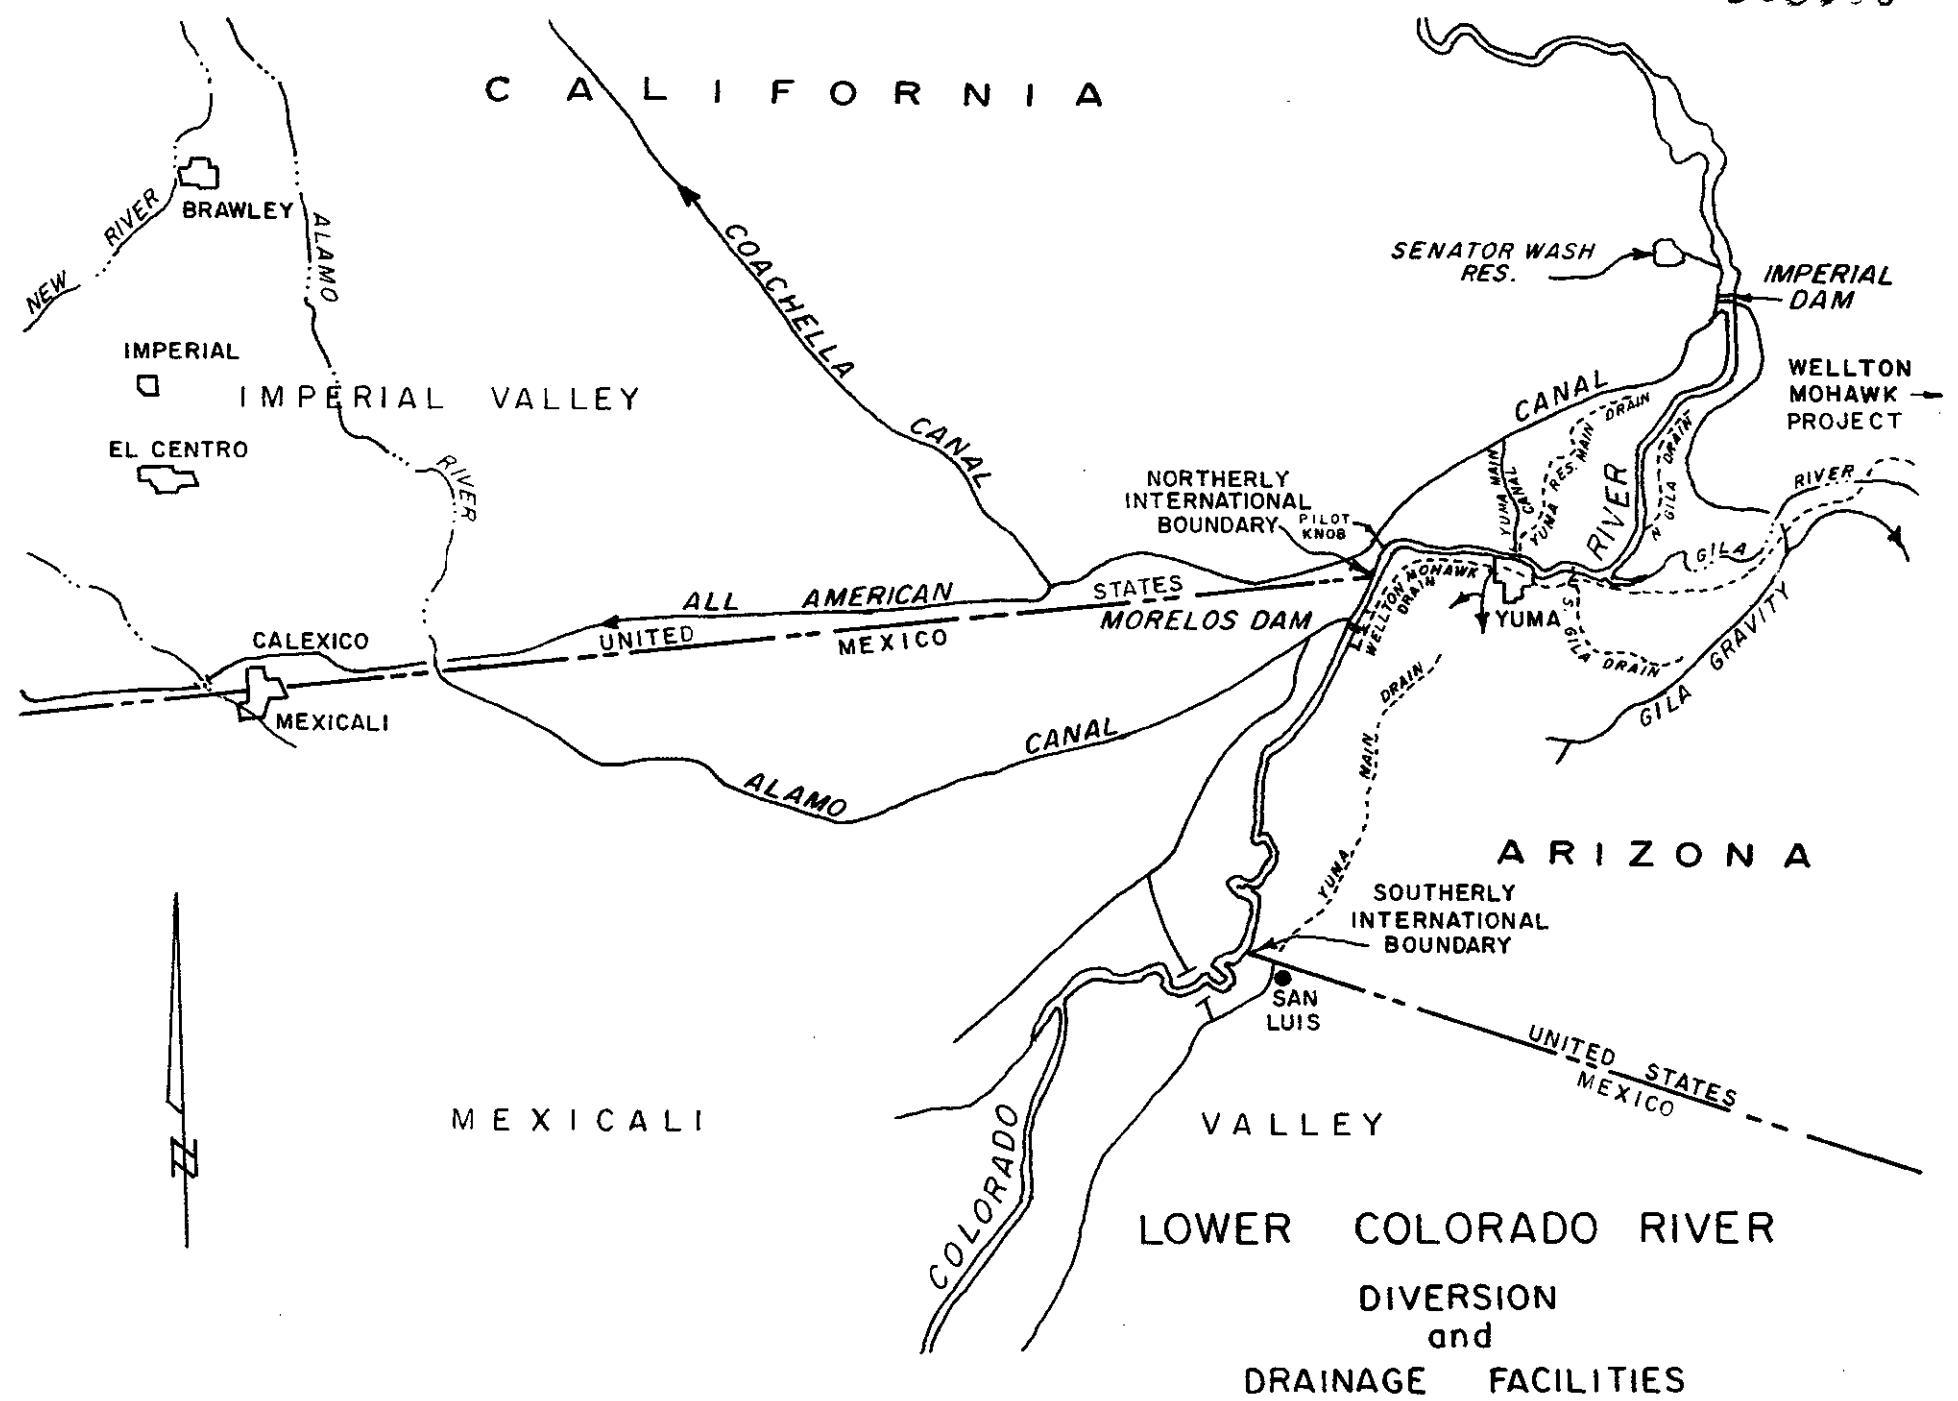 CALIFORNIA
NEW RIVER
BRAWLEY
ALAMO RIVER
IMPERIAL
IMPERIAL VALLEY
EL CENTRO
COACHELLA CANAL
SENATOR WASH
RES.
IMPERIAL
DAM
WELLTON
MOHAWK
PROJECT
CANAL
YUMA MAIN
CANAL
YUMA RES. MAIN DRAIN
N GILA DRAIN
RIVER
GILA RIVER
NORTHERLY
INTERNATIONAL
BOUNDARY
PILOT
KNOB
ALL AMERICAN
UNITED STATES
MEXICO
MORELOS DAM
WELLTON MOHAWK
DRAIN
YUMA
S. GILA DRAIN
GILA GRAVITY
CALEXICO
MEXICALI
ALAMO CANAL
YUMA MAIN DRAIN
ARIZONA
SOUTHERLY
INTERNATIONAL
BOUNDARY
SAN
LUIS
UNITED STATES
MEXICO
MEXICALI VALLEY
COLORADO
N
LOWER COLORADO RIVER
DIVERSION
and
DRAINAGE FACILITIES